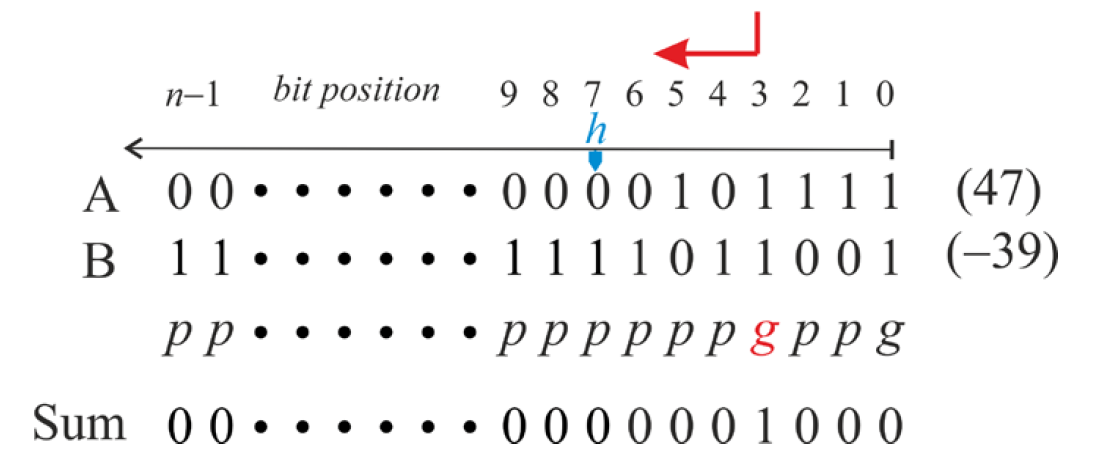 n–1 bit position 9 8 7 6 5 4 3 2 1 0
h
A 0 0 • • • • • • 0 0 0 0 1 0 1 1 1 1 (47)
B 1 1 • • • • • • 1 1 1 1 0 1 1 0 0 1 (–39)
p p • • • • • • p p p p p p g p p g
Sum 0 0 • • • • • • 0 0 0 0 0 0 1 0 0 0